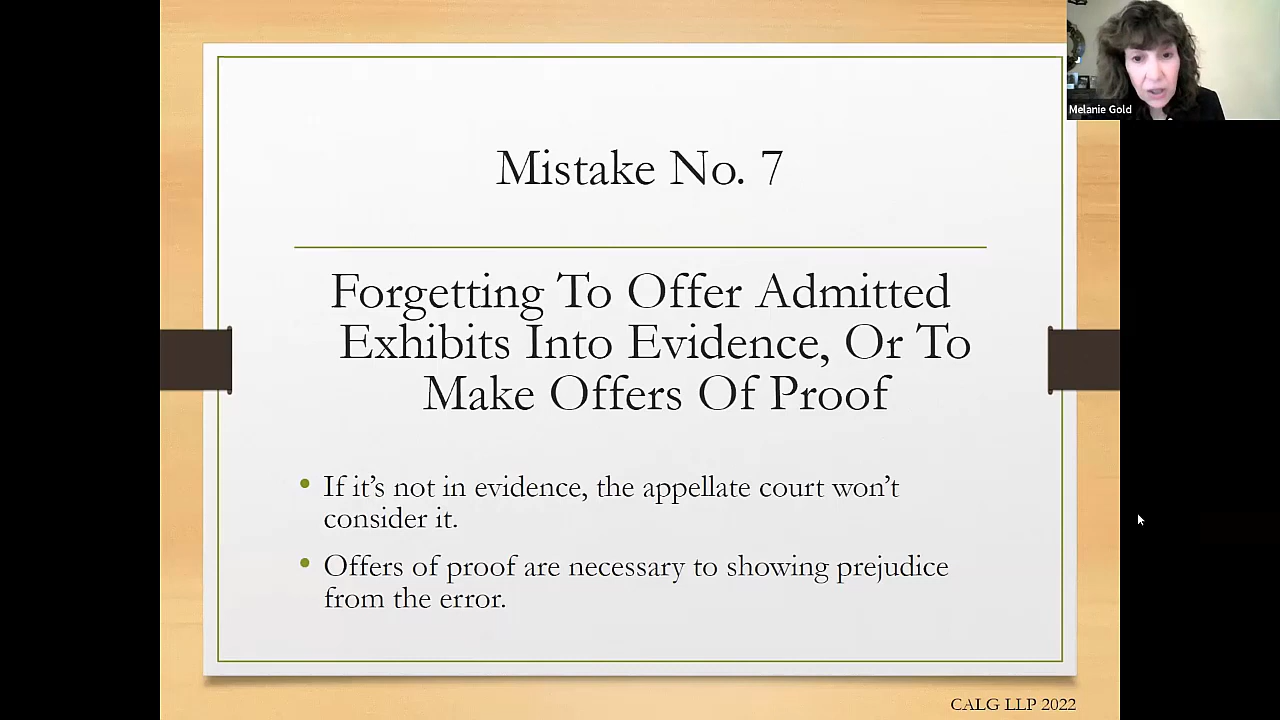 Melanie Gold
Mistake No. 7
Forgetting To Offer Admitted
Exhibits Into Evidence, Or To
Make Offers Of Proof
• If it’s not in evidence, the appellate court won’t
consider it.
• Offers of proof are necessary to showing prejudice
from the error.
CALG LLP 2022